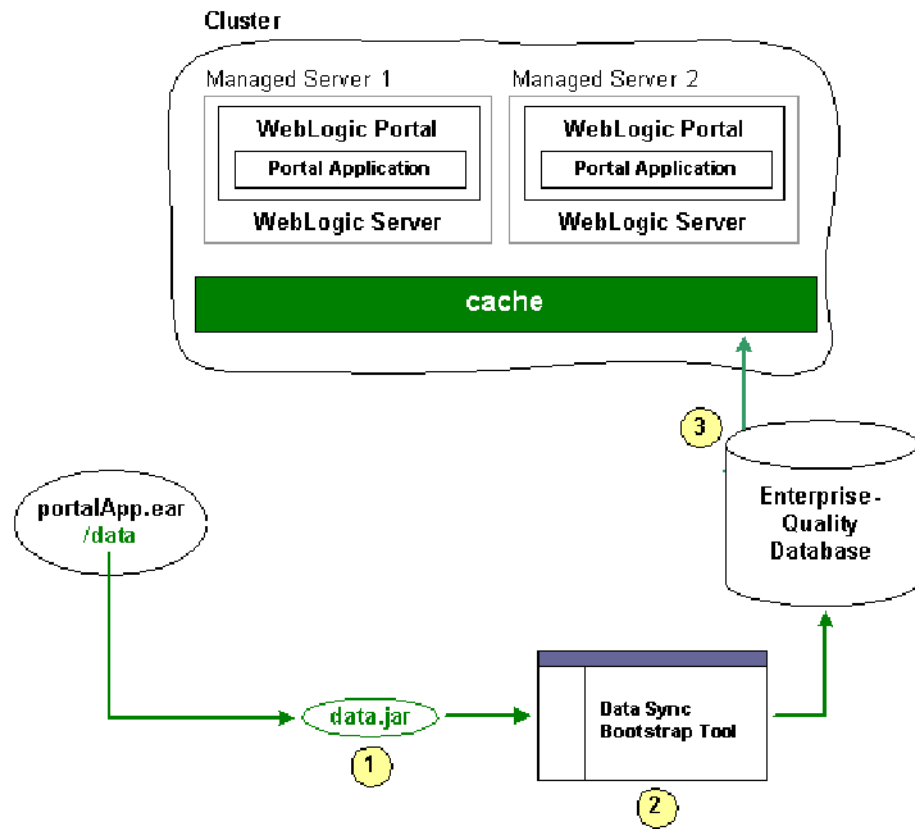 Cluster
Managed Server 1
WebLogic Portal
Portal Application
WebLogic Server
Managed Server 2
WebLogic Portal
Portal Application
WebLogic Server
cache
3
Enterprise-
Quality
Database
portalApp.ear
/data
data.jar
1
Data Sync
Bootstrap Tool
2